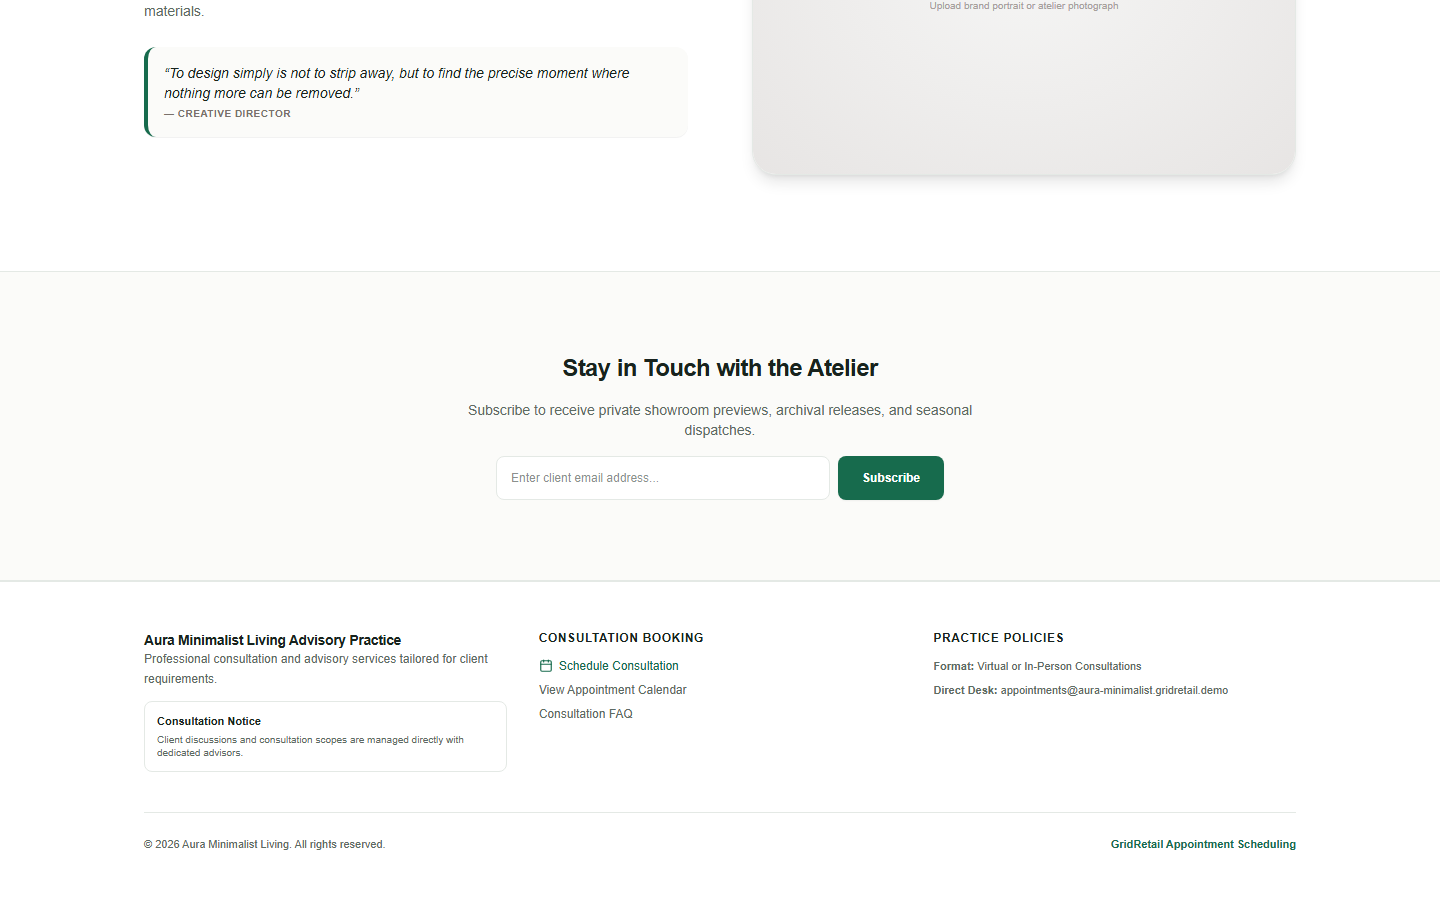 materials.
“To design simply is not to strip away, but to find the precise moment where
nothing more can be removed.”
— CREATIVE DIRECTOR
Upload brand portrait or atelier photograph
Stay in Touch with the Atelier
Subscribe to receive private showroom previews, archival releases, and seasonal
dispatches.
Enter client email address...
Subscribe
Aura Minimalist Living Advisory Practice
Professional consultation and advisory services tailored for client
requirements.
Consultation Notice
Client discussions and consultation scopes are managed directly with
dedicated advisors.
CONSULTATION BOOKING
Schedule Consultation
View Appointment Calendar
Consultation FAQ
PRACTICE POLICIES
Format: Virtual or In-Person Consultations
Direct Desk: appointments@aura-minimalist.gridretail.demo
© 2026 Aura Minimalist Living. All rights reserved.
GridRetail Appointment Scheduling